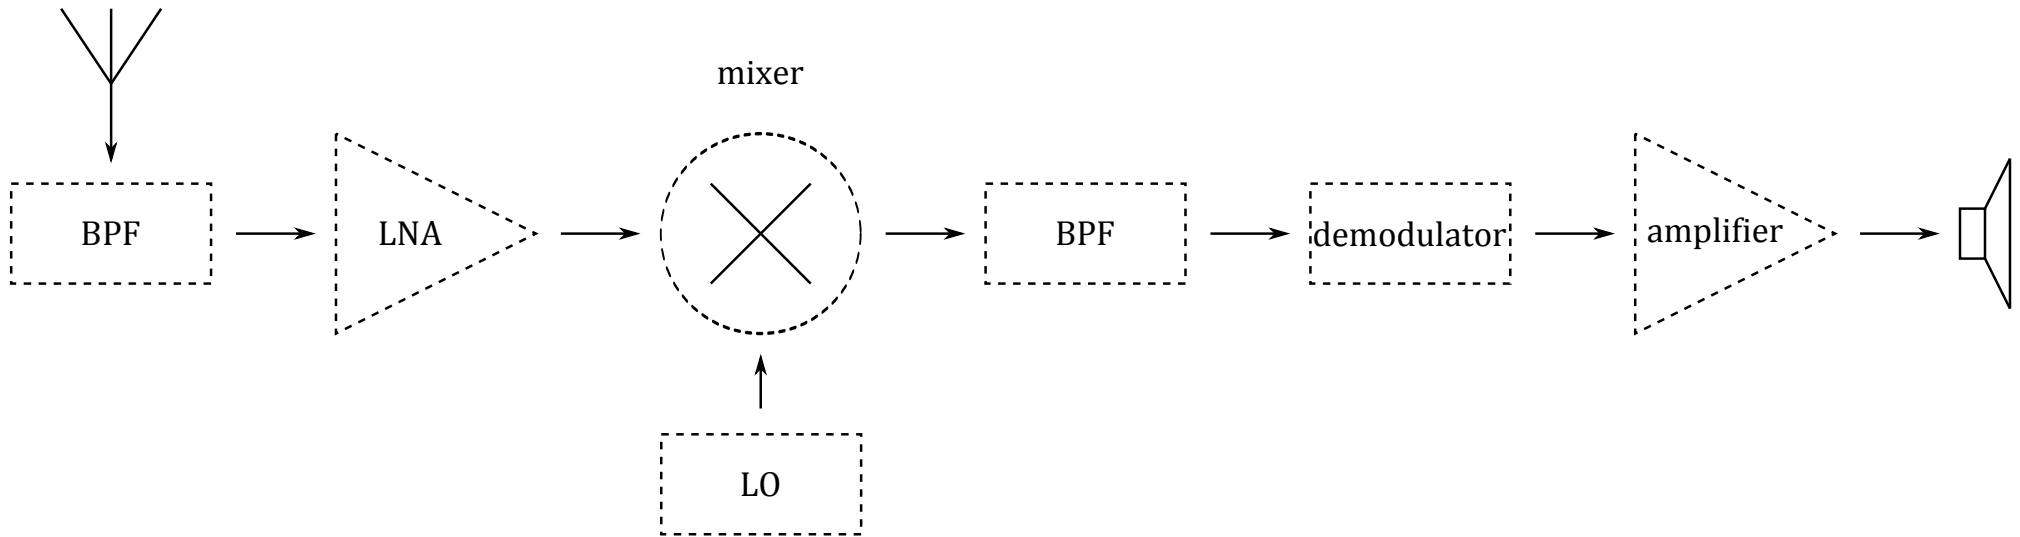 mixer
BPF
LNA
BPF
demodulator
amplifier
LO